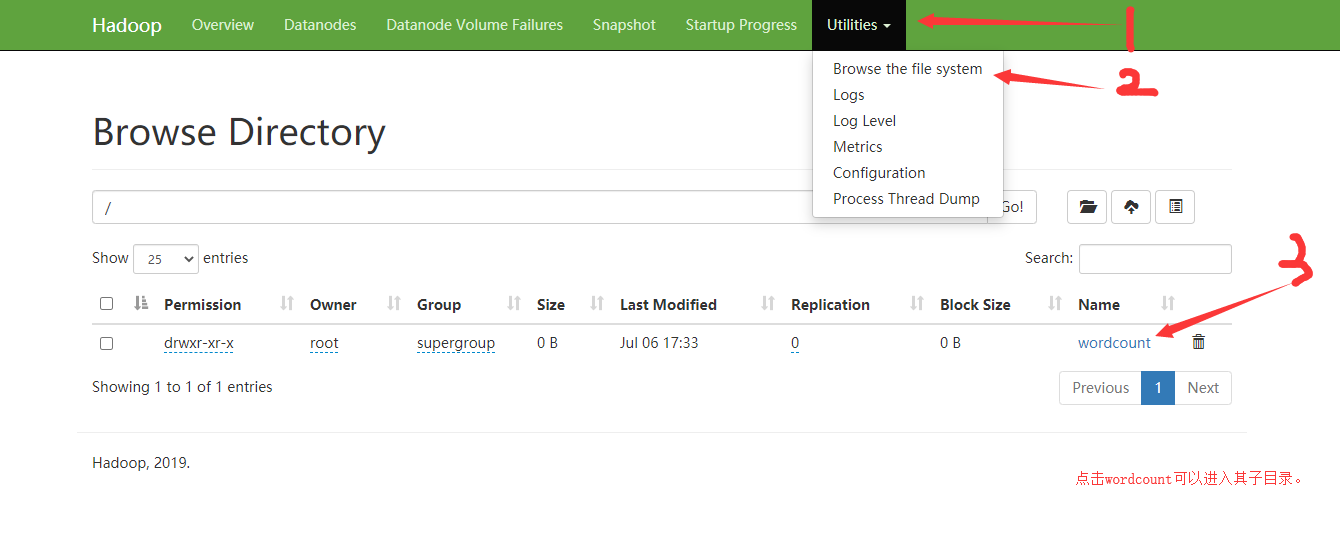 Hadoop Overview Datanodes Datanode Volume Failures Snapshot Startup Progress Utilities
1
Browse the file system
2
Logs
Log Level
Metrics
Configuration
Process Thread Dump
Browse Directory
/ Go!
Show 25 entries Search:
3
Permission Owner Group Size Last Modified Replication Block Size Name
drwxr-xr-x root supergroup 0 B Jul 06 17:33 0 0 B wordcount
Showing 1 to 1 of 1 entries Previous 1 Next
Hadoop, 2019.
点击wordcount可以进入其子目录。